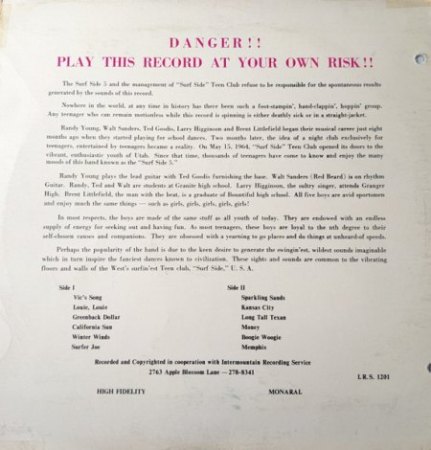 DANGER!!
PLAY THIS RECORD AT YOUR OWN RISK!!
The Surf Side 5 and the management of "Surf Side" Teen Club refuse to be responsible for the spontaneous results
generated by the sounds of this record.
Nowhere in the world, at any time in history has there been such a foot-stampin', hand-clappin', hoppin' group.
Any teenager who can remain motionless while this record is spinning is either deathly sick or in a straight-jacket.
Randy Young, Walt Sanders, Ted Goodis, Larry Higginson and Brent Littlefield began their musical career just eight
months ago when they started playing for school dances. Two months later, the idea of a night club exclusively for
teenagers, entertained by teenagers became a reality. On May 15, 1964, "Surf Side" Teen Club opened its doors to the
vibrant, enthusiastic youth of Utah. Since that time, thousands of teenagers have come to know and enjoy the many
moods of this band known as the "Surf Side 5."
Randy Young plays the lead guitar with Ted Goodis furnishing the base. Walt Sanders (Red Beard) is on rhythm
Guitar. Randy, Ted and Walt are students at Granite high school. Larry Higginson, the sultry singer, attends Granger
High. Brent Littlefield, the man with the beat, is a graduate of Bountiful high school. All five boys are avid sportsmen
and enjoy much the same things — such as girls, girls, girls, girls, girls!
In most respects, the boys are made of the same stuff as all youth of today. They are endowed with an endless
supply of energy for seeking out and having fun. As most teenagers, these boys are loyal to the nth degree to their
self-chosen causes and companions. They are obsessed with a yearning to go places and do things at unheard-of speeds.
Perhaps the popularity of the band is due to the keen desire to generate the swingin'est, wildest sounds imaginable
which in turn inspire the fanciest dances known to civilization. These sights and sounds are common to the vibrating
floors and walls of the West's surfin'est Teen club, "Surf Side," U. S. A.
Side I
Vic's Song
Louie, Louie
Greenback Dollar
California Sun
Winter Winds
Surfer Joe
Side II
Sparkling Sands
Kansas City
Long Tall Texan
Money
Boogie Woogie
Memphis
Recorded and Copyrighted in cooperation with Intermountain Recording Service
2763 Apple Blossom Lane — 278-8341
I.R.S. 1201
HIGH FIDELITY MONARAL